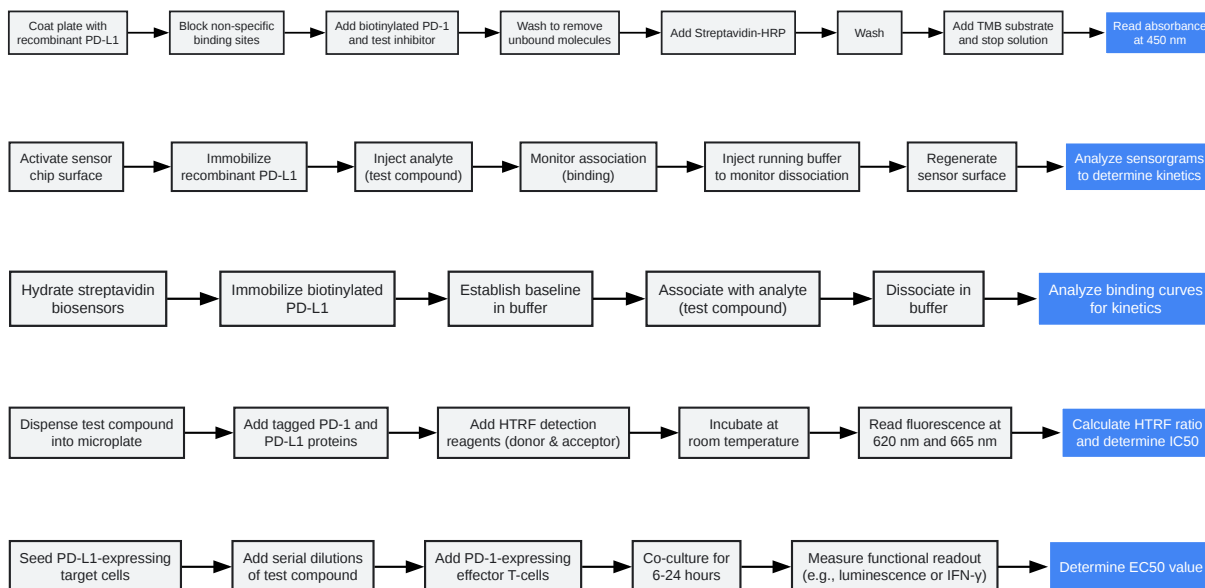 Coat plate with
recombinant PD-L1
Block non-specific
binding sites
Add biotinylated PD-1
and test inhibitor
Wash to remove
unbound molecules
Add Streptavidin-HRP
Wash
Add TMB substrate
and stop solution
Read absorbance
at 450 nm
Activate sensor
chip surface
Immobilize
recombinant PD-L1
Inject analyte
(test compound)
Monitor association
(binding)
Inject running buffer
to monitor dissociation
Regenerate
sensor surface
Analyze sensorgrams
to determine kinetics
Hydrate streptavidin
biosensors
Immobilize biotinylated
PD-L1
Establish baseline
in buffer
Associate with analyte
(test compound)
Dissociate in
buffer
Analyze binding curves
for kinetics
Dispense test compound
into microplate
Add tagged PD-1 and
PD-L1 proteins
Add HTRF detection
reagents (donor & acceptor)
Incubate at
room temperature
Read fluorescence at
620 nm and 665 nm
Calculate HTRF ratio
and determine IC50
Seed PD-L1-expressing
target cells
Add serial dilutions
of test compound
Add PD-1-expressing
effector T-cells
Co-culture for
6-24 hours
Measure functional readout
(e.g., luminescence or IFN-γ)
Determine EC50 value